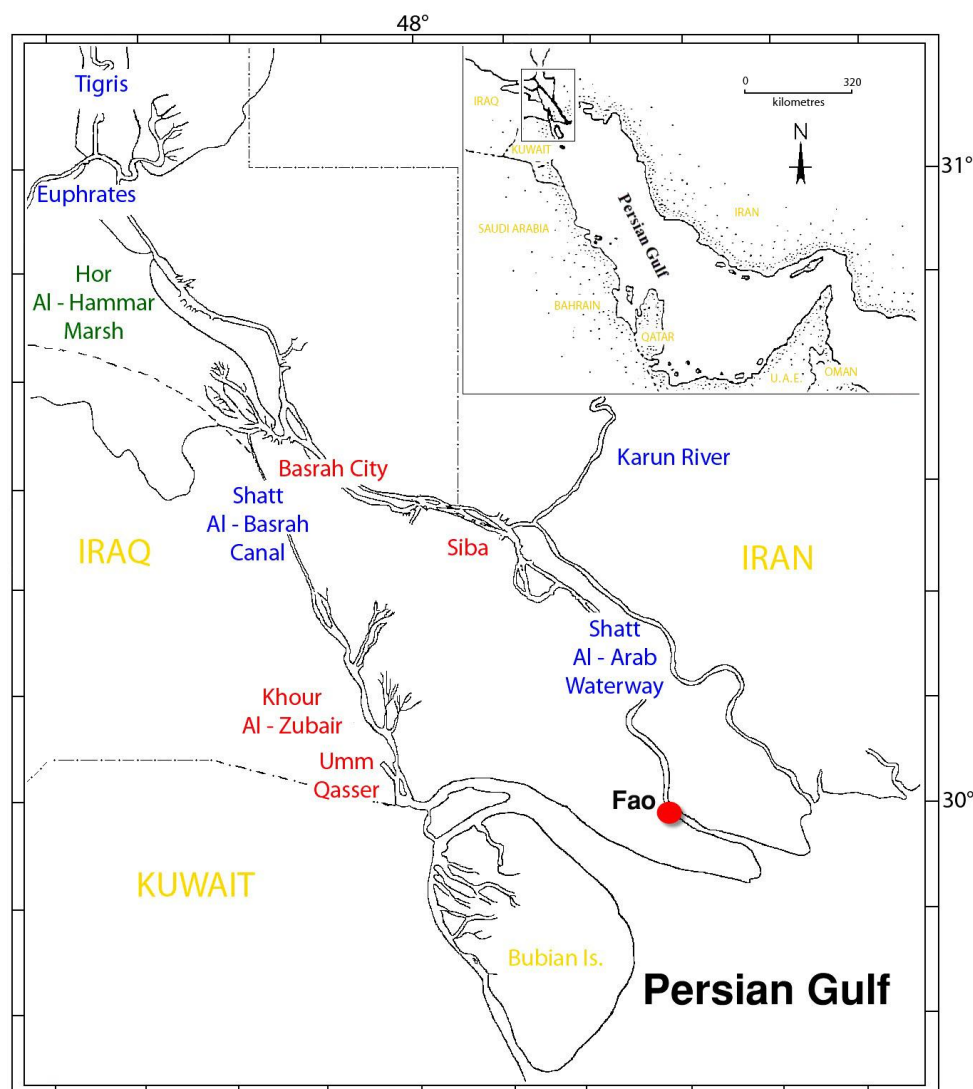 48°
Tigris
Euphrates
Hor
Al - Hammar
Marsh
0 320
kilometres
N
IRAQ
KUWAIT
Persian Gulf
IRAN
SAUDI ARABIA
BAHRAIN
QATAR
U.A.E.
OMAN
31°
Basrah City
Karun River
Shatt
Al - Basrah
Canal
IRAQ
Siba
IRAN
Shatt
Al - Arab
Waterway
Khour
Al - Zubair
Umm
Qasser
Fao
30°
KUWAIT
Bubian Is.
Persian Gulf